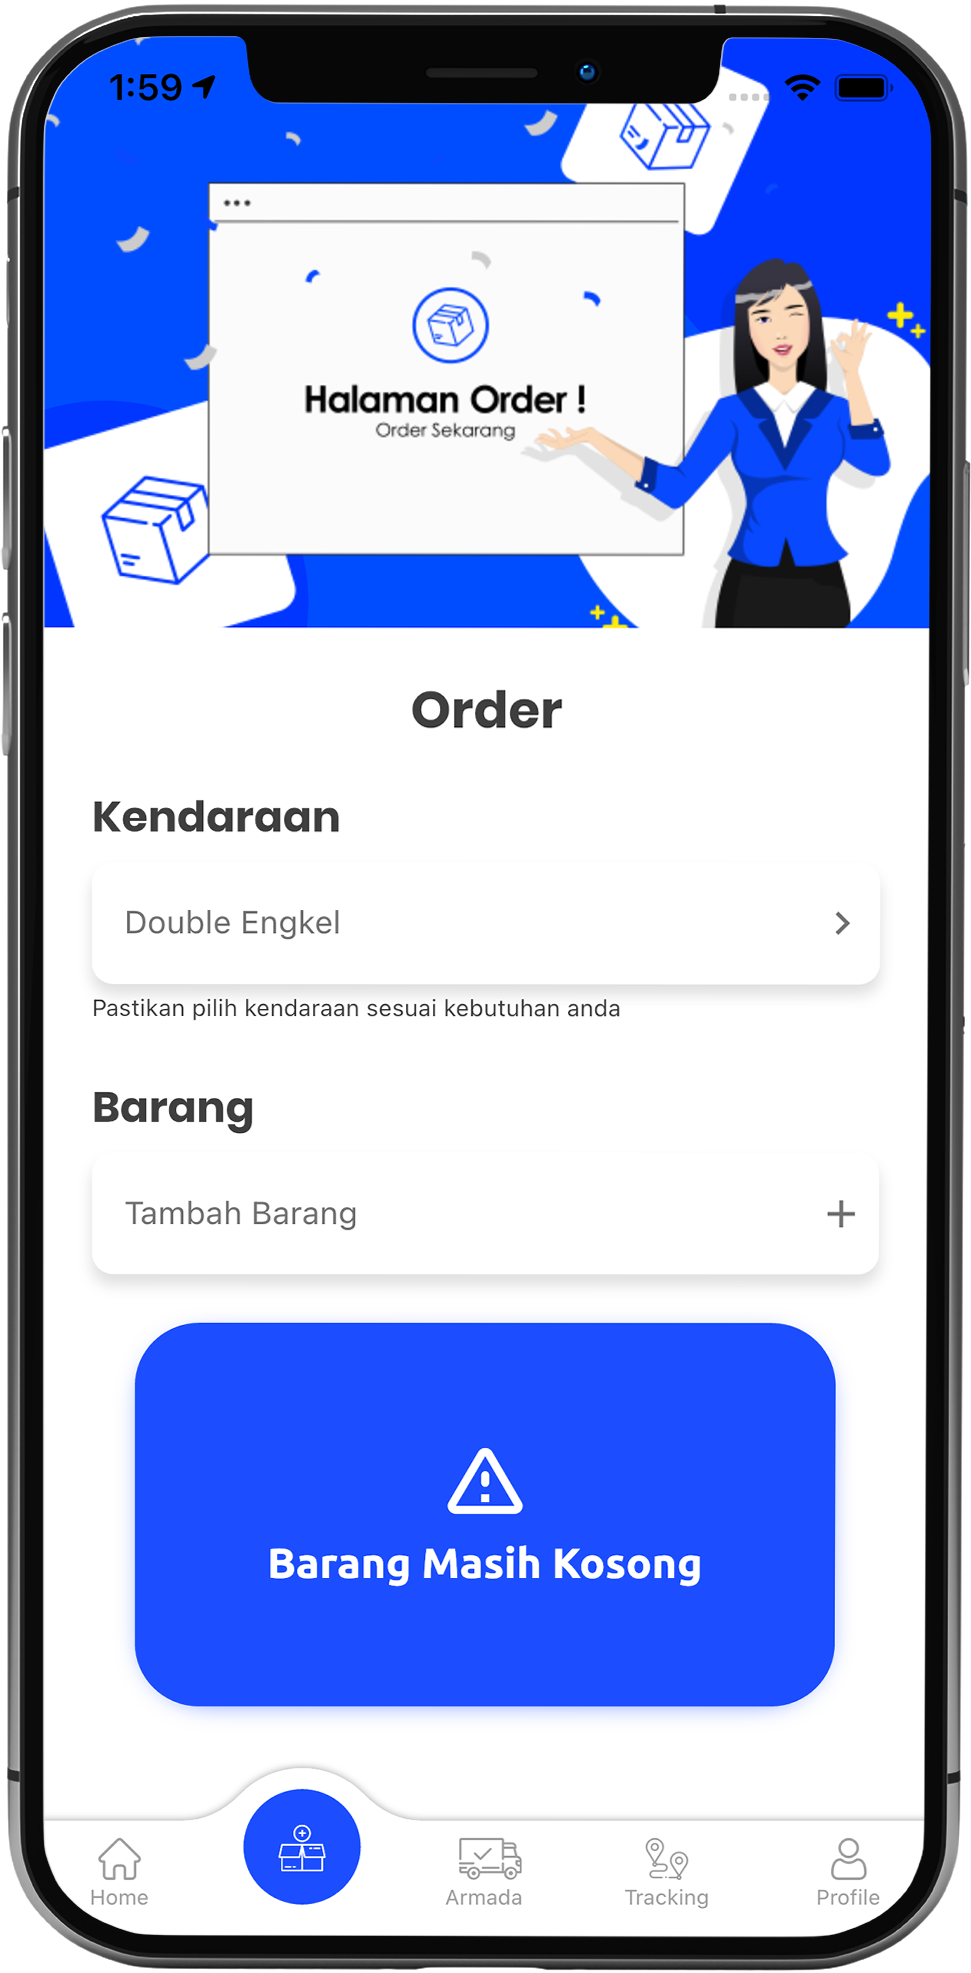 1:59
Halaman Order !
Order Sekarang
Order
Kendaraan
Double Engkel
Pastikan pilih kendaraan sesuai kebutuhan anda
Barang
Tambah Barang
Barang Masih Kosong
Home
Armada
Tracking
Profile